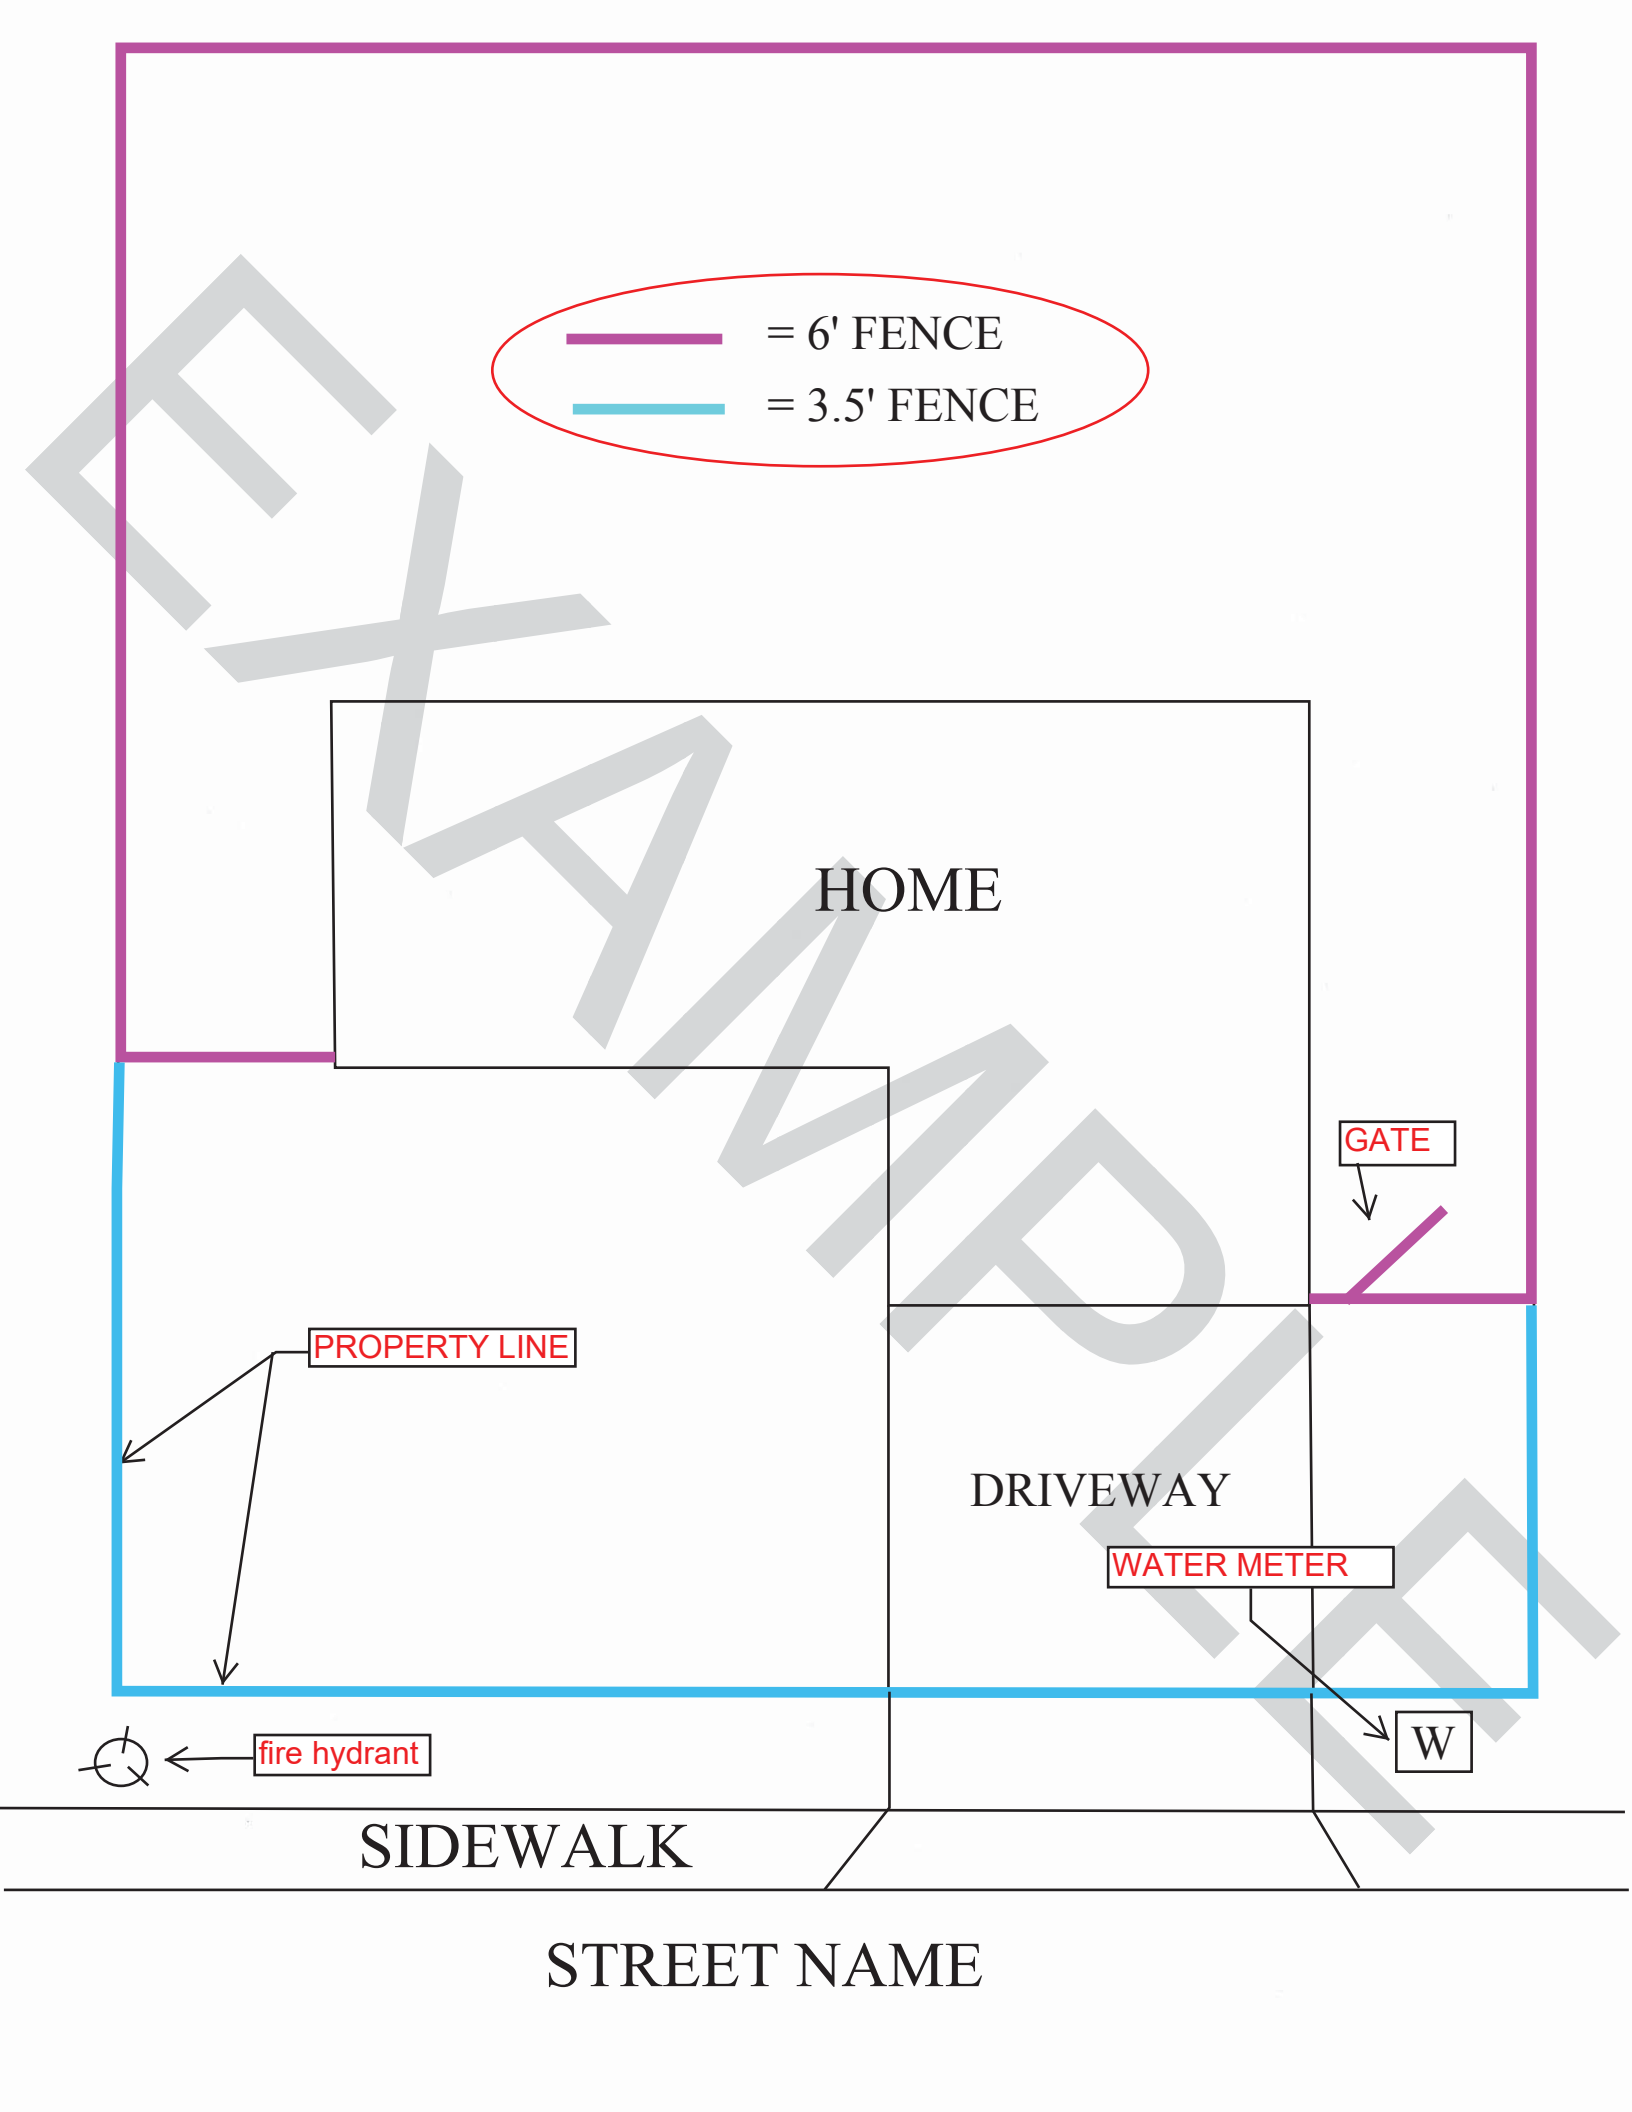 = 6' FENCE
= 3.5' FENCE
EXAMPLE
HOME
GATE
PROPERTY LINE
DRIVEWAY
WATER METER
W
fire hydrant
SIDEWALK
STREET NAME